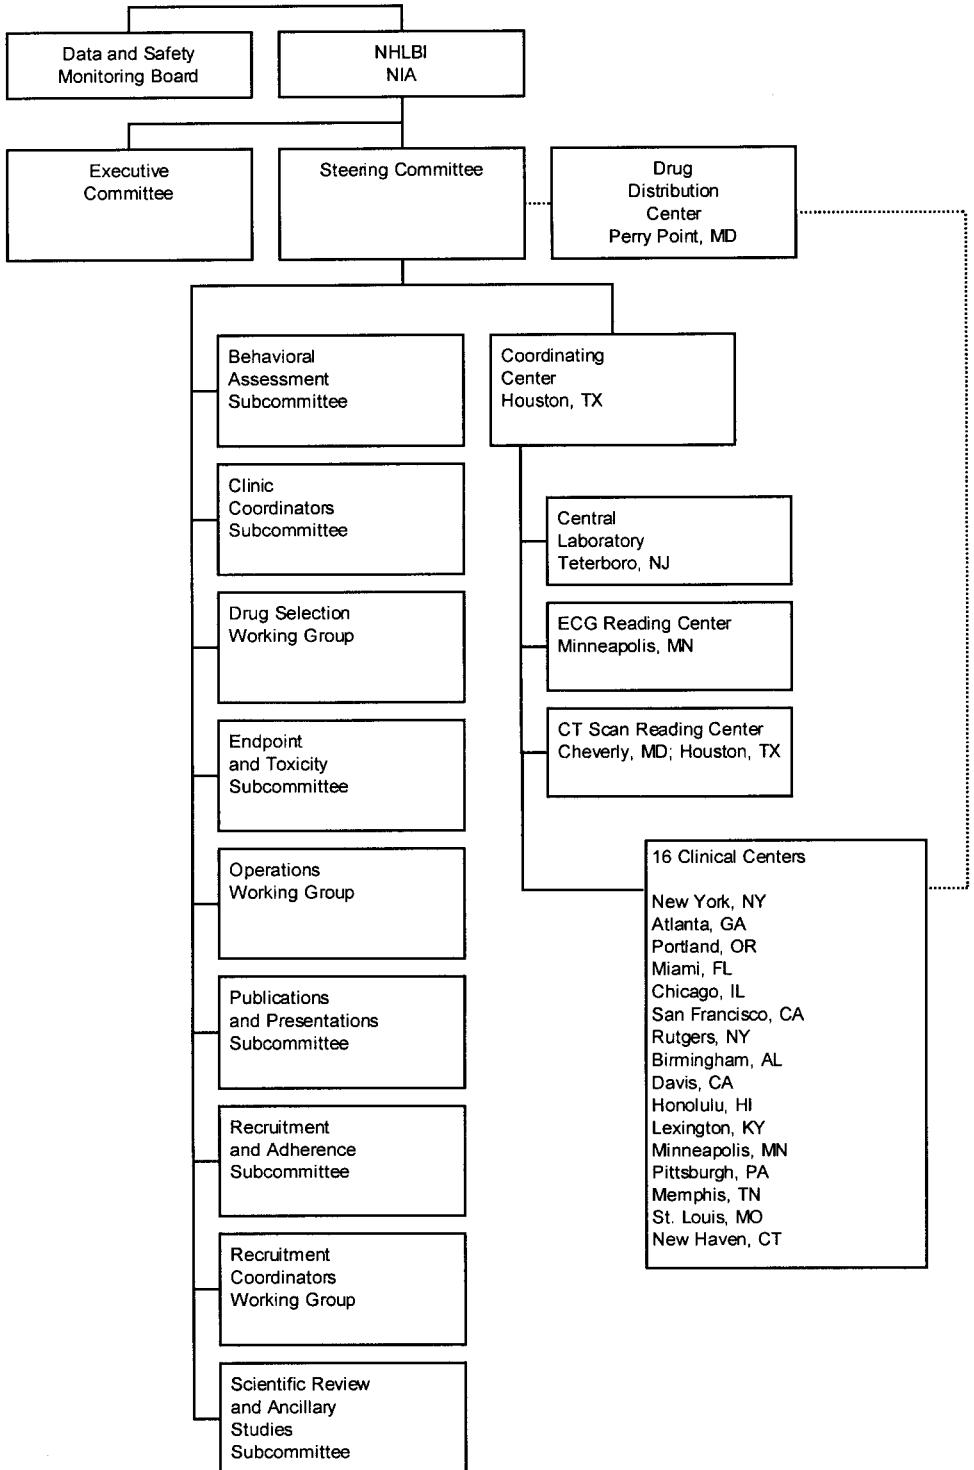 Data and Safety
Monitoring Board
NHLBI
NIA
Executive
Committee
Steering Committee
Drug
Distribution
Center
Perry Point, MD
Behavioral
Assessment
Subcommittee
Coordinating
Center
Houston, TX
Clinic
Coordinators
Subcommittee
Central
Laboratory
Teterboro, NJ
Drug Selection
Working Group
ECG Reading Center
Minneapolis, MN
Endpoint
and Toxicity
Subcommittee
CT Scan Reading Center
Cheverly, MD; Houston, TX
Operations
Working Group
Publications
and Presentations
Subcommittee
Recruitment
and Adherence
Subcommittee
Recruitment
Coordinators
Working Group
Scientific Review
and Ancillary
Studies
Subcommittee
16 Clinical Centers
New York, NY
Atlanta, GA
Portland, OR
Miami, FL
Chicago, IL
San Francisco, CA
Rutgers, NY
Birmingham, AL
Davis, CA
Honolulu, HI
Lexington, KY
Minneapolis, MN
Pittsburgh, PA
Memphis, TN
St. Louis, MO
New Haven, CT